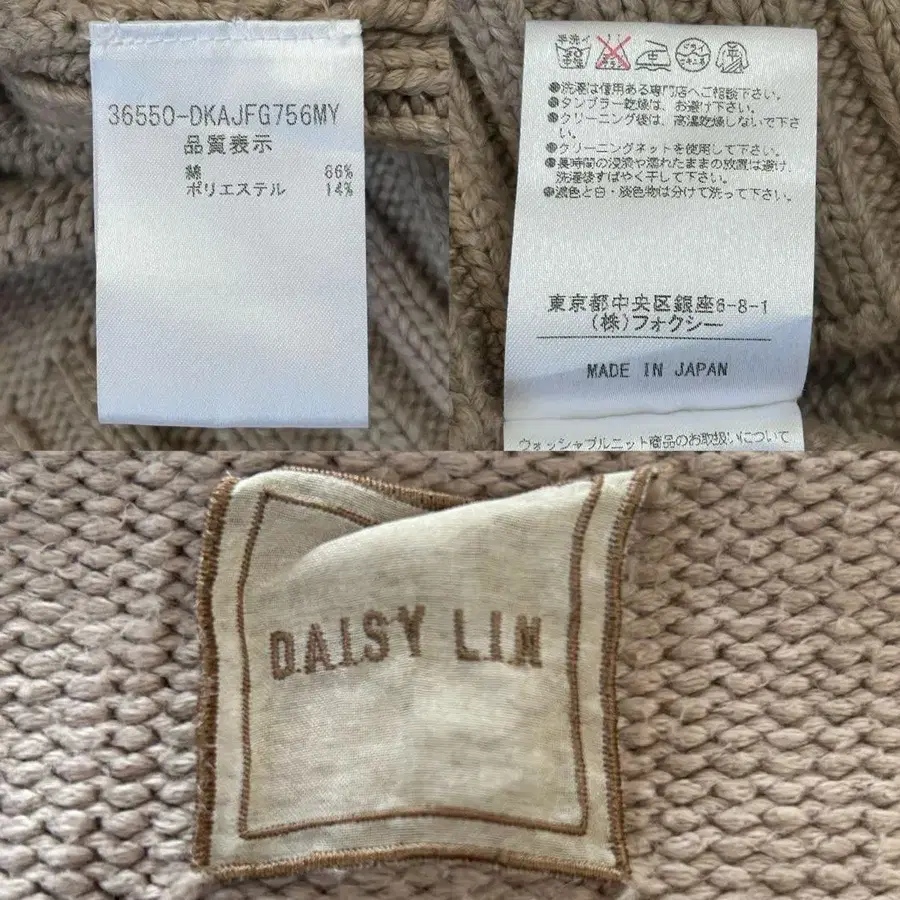 36550-DKAJFG756MY
品質表示
綿 86%
ポリエステル 14%
手洗イ
●洗濯は信用ある専門店へご相談下さい。
●タンブラー乾燥は、お避け下さい。
●クリーニング後は、高温乾燥しないで下さ
い。
●クリーニングネットを使用して下さい。
●長時間の浸漬や濡れたままの放置は避け、
洗濯後すばやく干して下さい。
●濃色と白・淡色物は分けて洗って下さい。
東京都中央区銀座6-8-1
(株)フォクシー
MADE IN JAPAN
ウォッシャブルニット商品のお取扱いについて
DAISY LIN